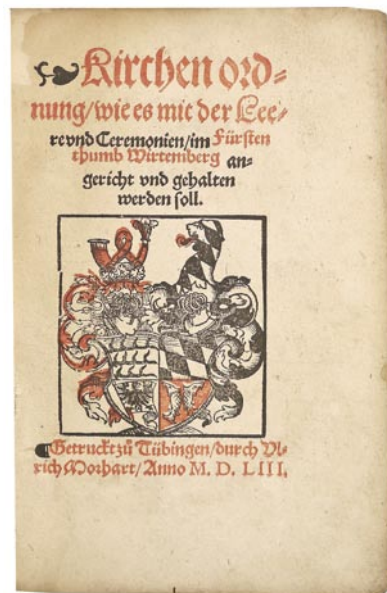 Kirchen ord-
nung/wie es mit der Lee-
re vnd Ceremonien/im Fürsten
thumb Wirtemberg an-
gericht vnd gehalten
werden soll.
Getruckt zů Tübingen/durch Vl-
rich Morhart/Anno M. D. LIII.